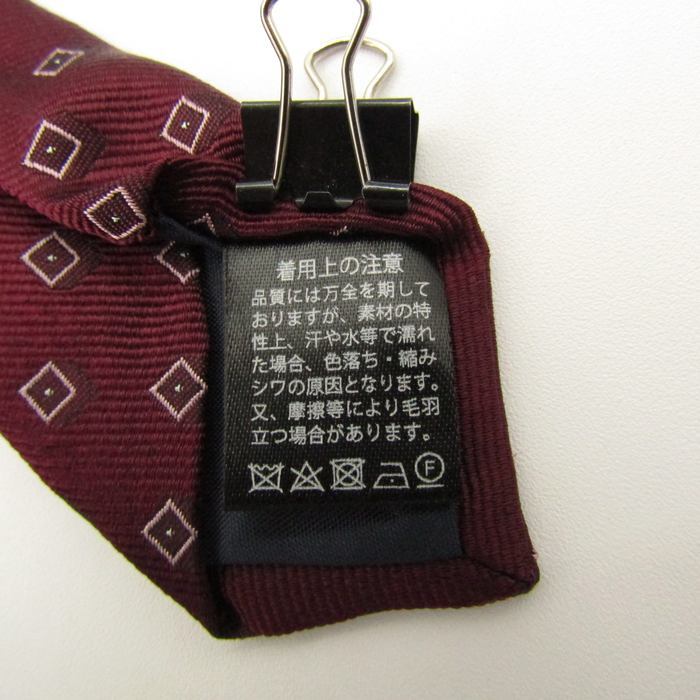 着用上の注意
品質には万全を期して
おりますが、素材の特
性上、汗や水等で濡れ
た場合、色落ち・縮み
シワの原因となります。
又、摩擦等により毛羽
立つ場合があります。
F